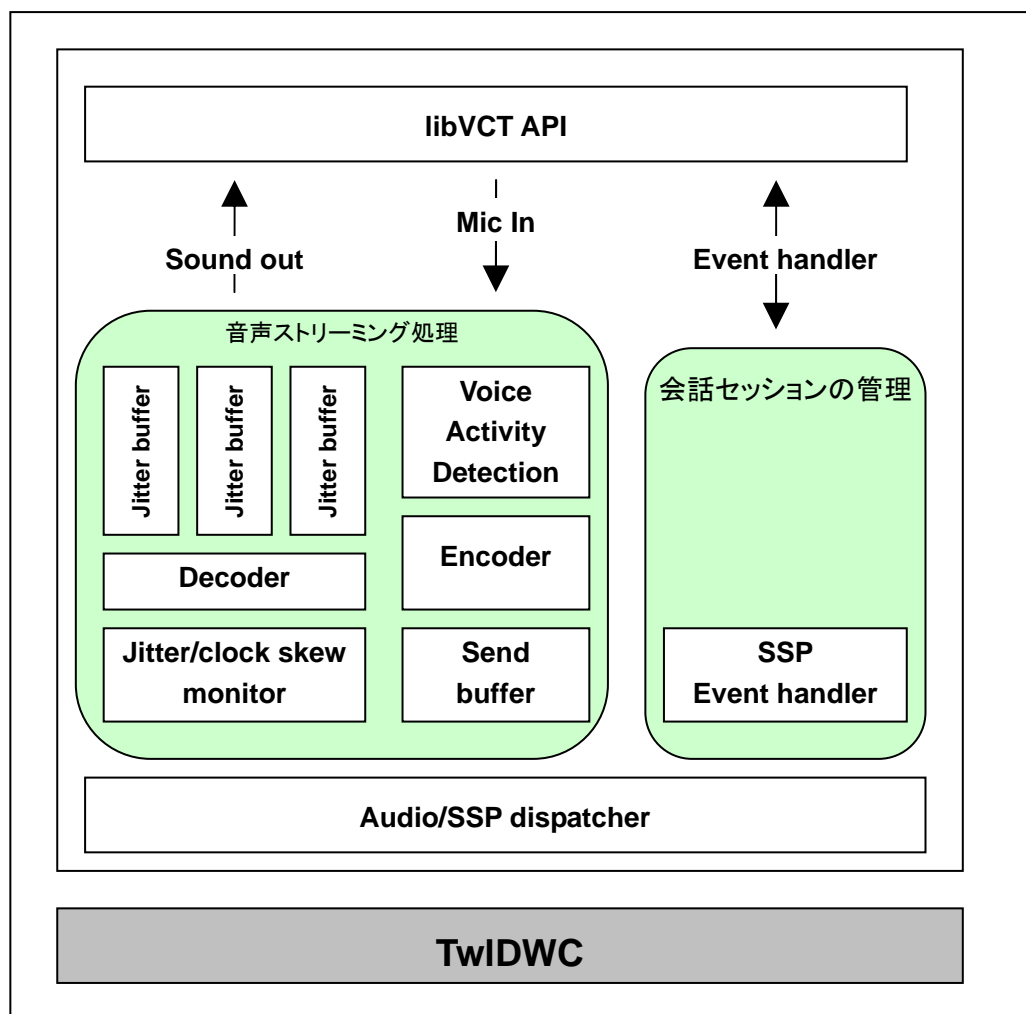 libVCT API
Sound out
Mic In
Event handler
音声ストリーミング処理
Jitter buffer
Jitter buffer
Jitter buffer
Decoder
Jitter/clock skew
monitor
Voice
Activity
Detection
Encoder
Send
buffer
会話セッションの管理
SSP
Event handler
Audio/SSP dispatcher
TwlDWC